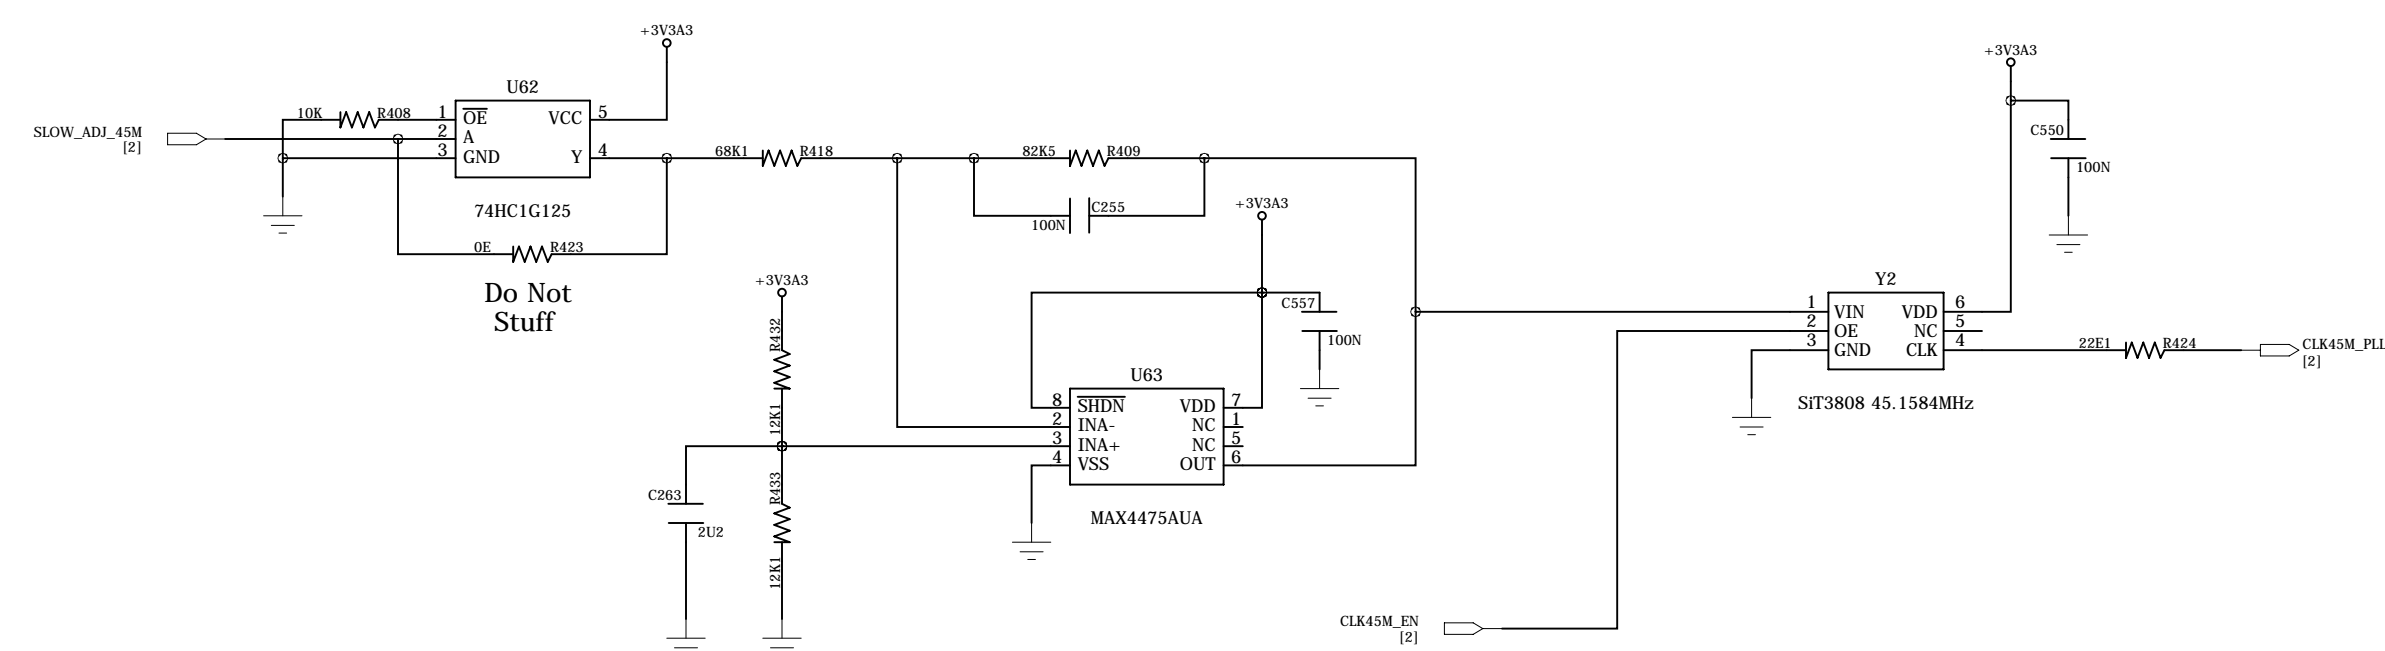 +3V3A3
U62
10K
R408
SLOW_ADJ_45M
[2]
1
2
3
OE
A
GND
VCC
Y
5
4
74HC1G125
0E
R423
Do Not
Stuff
68K1
R418
82K5
R409
100N
C255
+3V3A3
+3V3A3
R432
12K1
R433
12K1
C263
2U2
C557
100N
U63
8
2
3
4
SHDN
INA-
INA+
VSS
VDD
NC
NC
OUT
7
1
5
6
MAX4475AUA
+3V3A3
C550
100N
Y2
1
2
3
VIN
OE
GND
VDD
NC
CLK
6
5
4
SiT3808 45.1584MHz
22E1
R424
CLK45M_PLL
[2]
CLK45M_EN
[2]